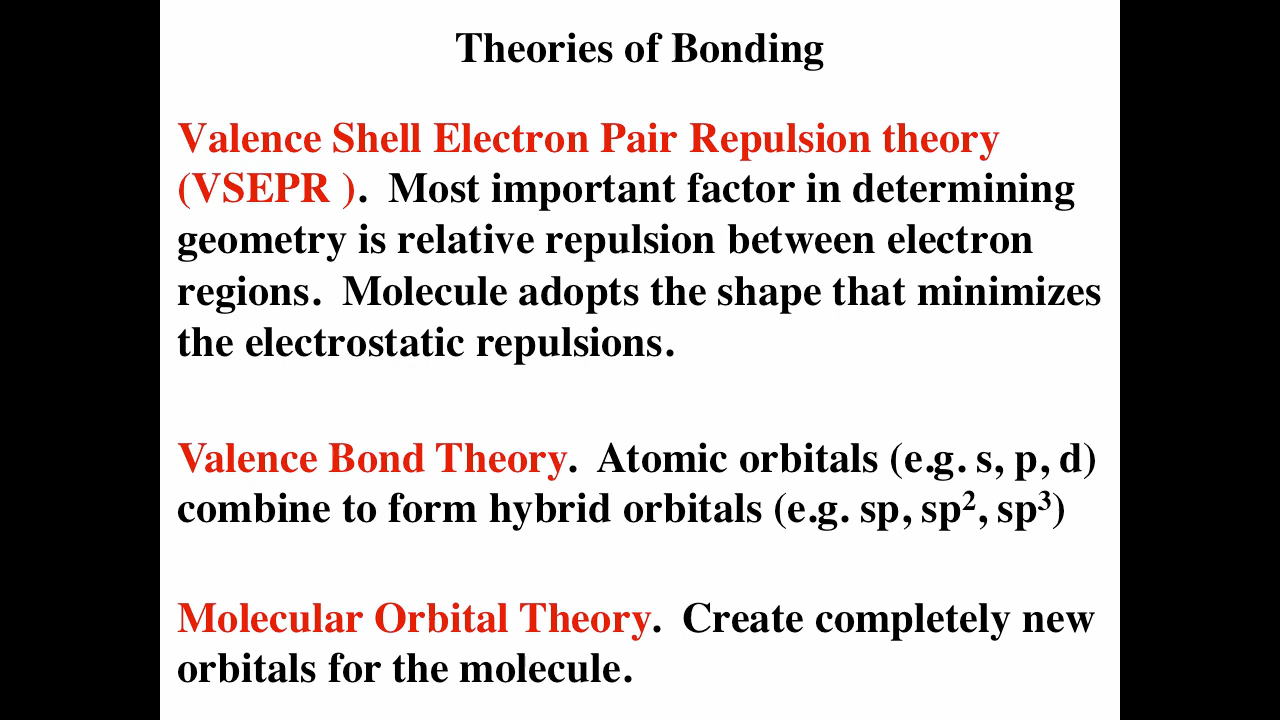 Theories of Bonding
Valence Shell Electron Pair Repulsion theory
(VSEPR ).  Most important factor in determining
geometry is relative repulsion between electron
regions.  Molecule adopts the shape that minimizes
the electrostatic repulsions.
Valence Bond Theory.  Atomic orbitals (e.g. s, p, d)
combine to form hybrid orbitals (e.g. sp, sp², sp³)
Molecular Orbital Theory.  Create completely new
orbitals for the molecule.